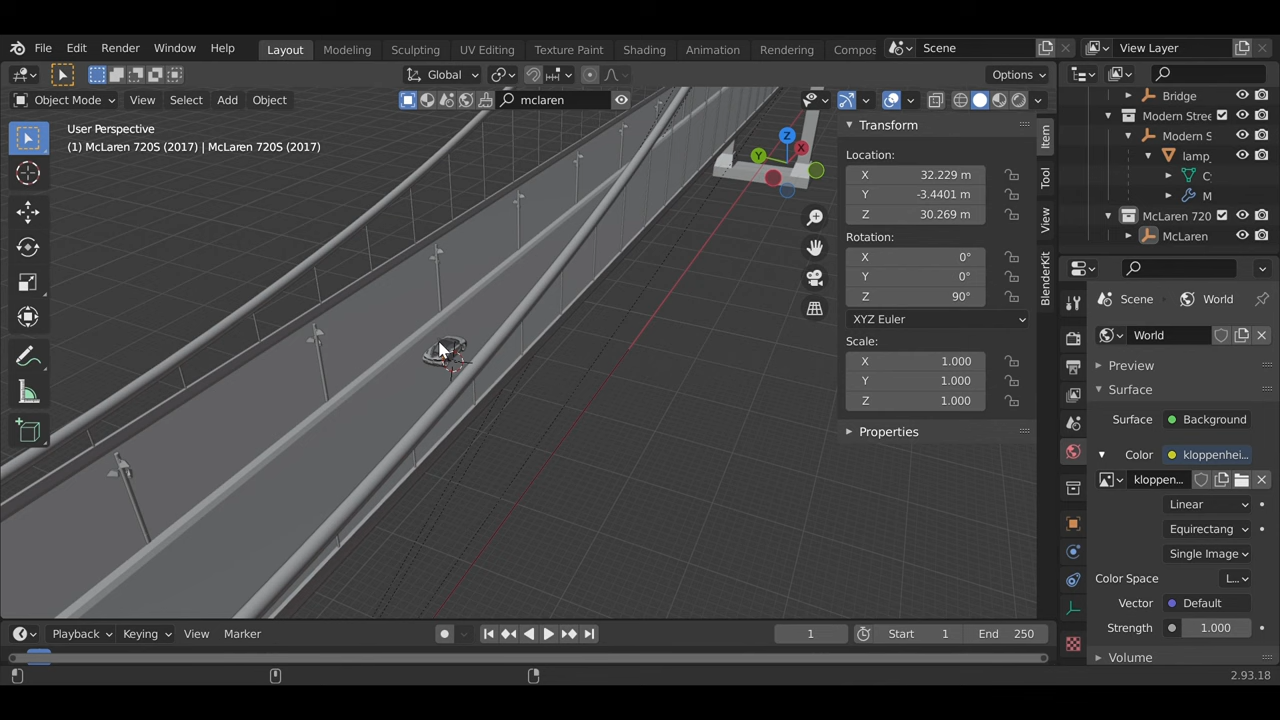 File Edit Render Window Help Layout Modeling Sculpting UV Editing Texture Paint Shading Animation Rendering Compos Scene View Layer
Global Options
Object Mode View Select Add Object mclaren
User Perspective
(1) McLaren 720S (2017) | McLaren 720S (2017)
Z
Y
X
Transform
Location:
X 32.229 m
Y -3.4401 m
Z 30.269 m
Rotation:
X 0°
Y 0°
Z 90°
XYZ Euler
Scale:
X 1.000
Y 1.000
Z 1.000
Properties
Item
Tool
View
BlenderKit
Bridge
Modern Stree
Modern S
lamp_
C
M
McLaren 720
McLaren
Scene World
World
Preview
Surface
Surface Background
Color kloppenhei...
kloppen...
Linear
Equirectang
Single Image
Color Space L...
Vector Default
Strength 1.000
Volume
Playback Keying View Marker 1 Start 1 End 250
2.93.18